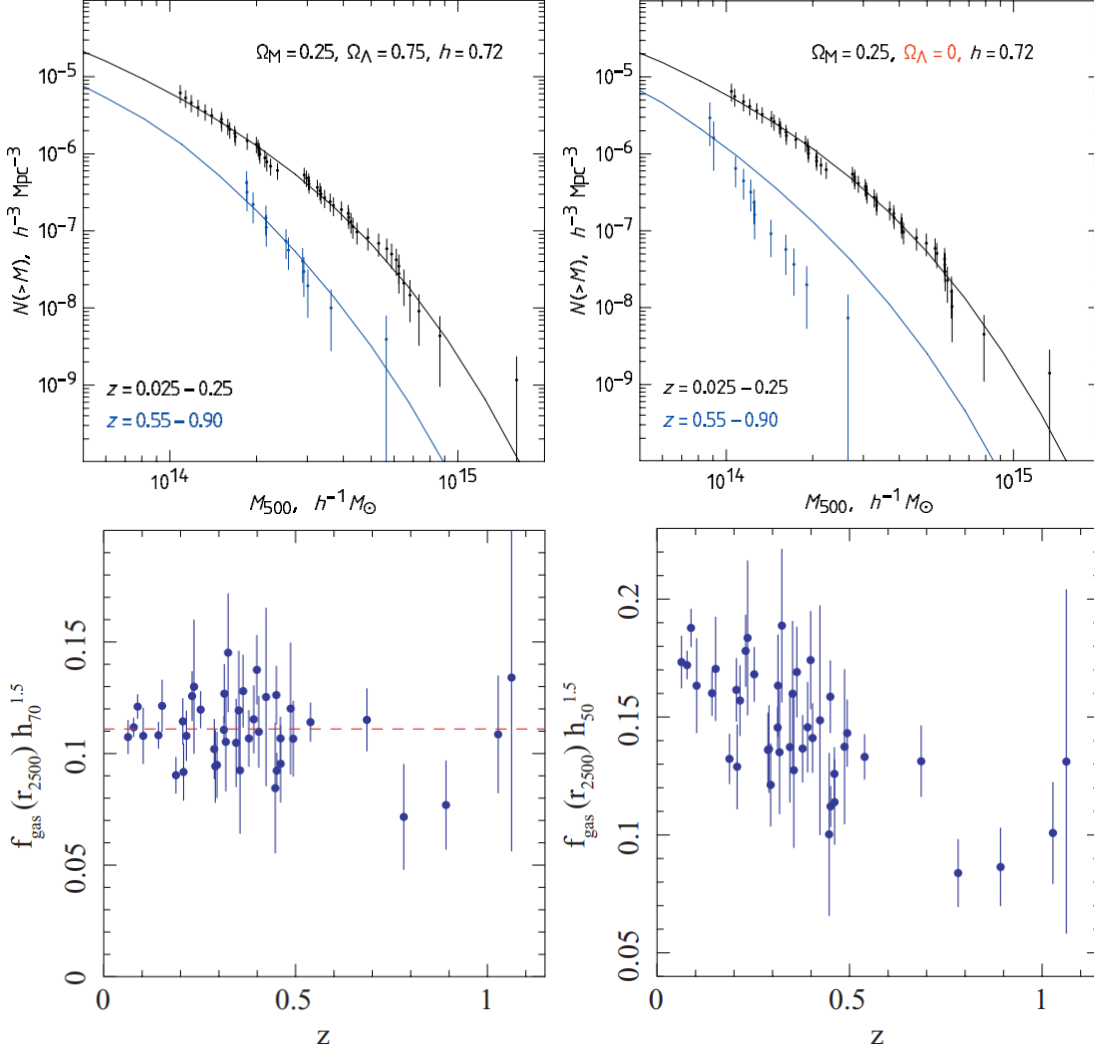 Ω_M = 0.25, Ω_Λ = 0.75, h = 0.72
10^-5
10^-6
10^-7
10^-8
10^-9
N(>M), h^-3 Mpc^-3
z = 0.025 – 0.25
z = 0.55 – 0.90
10^14
10^15
M_500, h^-1 M_⊙
Ω_M = 0.25, Ω_Λ = 0, h = 0.72
10^-5
10^-6
10^-7
10^-8
10^-9
N(>M), h^-3 Mpc^-3
z = 0.025 – 0.25
z = 0.55 – 0.90
10^14
10^15
M_500, h^-1 M_⊙
0.15
0.1
0.05
0
f_gas (r_2500) h_70^1.5
0
0.5
1
z
0.2
0.15
0.1
0.05
f_gas (r_2500) h_50^1.5
0
0.5
1
z